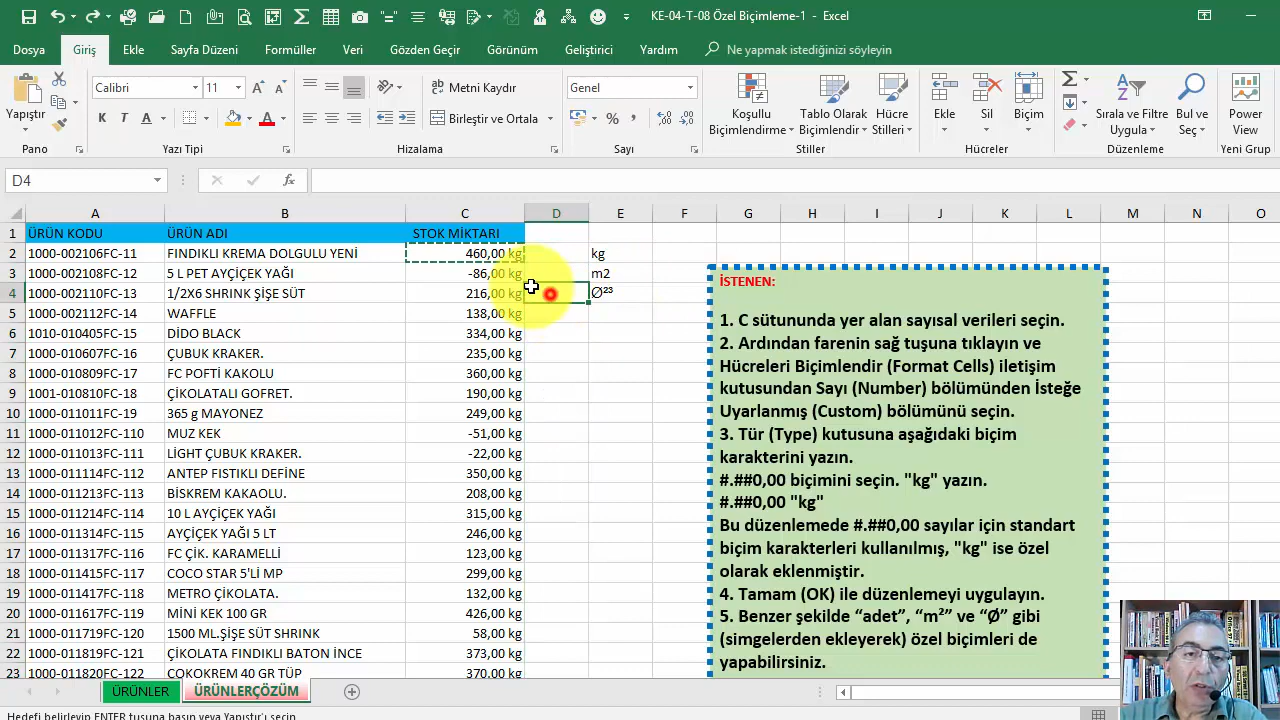 KE-04-T-08 Özel Biçimleme-1 - Excel
Dosya Giriş Ekle Sayfa Düzeni Formüller Veri Gözden Geçir Görünüm Geliştirici Yardım Ne yapmak istediğinizi söyleyin
Yapıştır
Pano
Calibri 11
K T A
Yazı Tipi
Metni Kaydır
Birleştir ve Ortala
Hizalama
Genel
Sayı
Koşullu Biçimlendirme
Tablo Olarak Biçimlendir
Hücre Stilleri
Stiller
Ekle Sil Biçim
Hücreler
Sırala ve Filtre Uygula
Bul ve Seç
Düzenleme
Power View
Yeni Grup
D4
A B C D E F G H I J K L M N O
1 ÜRÜN KODU ÜRÜN ADI STOK MİKTARI
2 1000-002106FC-11 FINDIKLI KREMA DOLGULU YENİ 460,00 kg kg
3 1000-002108FC-12 5 L PET AYÇİÇEK YAĞI -86,00 kg m2
4 1000-002110FC-13 1/2X6 SHRINK ŞİŞE SÜT 216,00 kg Ø²³
5 1000-002112FC-14 WAFFLE 138,00 kg
6 1010-010405FC-15 DİDO BLACK 334,00 kg
7 1000-010607FC-16 ÇUBUK KRAKER. 235,00 kg
8 1000-010809FC-17 FC POFTİ KAKOLU 360,00 kg
9 1001-010810FC-18 ÇİKOLATALI GOFRET. 190,00 kg
10 1000-011011FC-19 365 g MAYONEZ 249,00 kg
11 1000-011012FC-110 MUZ KEK -51,00 kg
12 1000-011013FC-111 LİGHT ÇUBUK KRAKER. -22,00 kg
13 1000-011114FC-112 ANTEP FISTIKLI DEFİNE 350,00 kg
14 1000-011213FC-113 BİSKREM KAKAOLU. 208,00 kg
15 1000-011214FC-114 10 L AYÇİÇEK YAĞI 315,00 kg
16 1000-011314FC-115 AYÇİÇEK YAĞI 5 LT 246,00 kg
17 1000-011317FC-116 FC ÇİK. KARAMELLİ 123,00 kg
18 1000-011415FC-117 COCO STAR 5'Lİ MP 299,00 kg
19 1000-011417FC-118 METRO ÇİKOLATA. 132,00 kg
20 1000-011617FC-119 MİNİ KEK 100 GR 426,00 kg
21 1000-011719FC-120 1500 ML.ŞİŞE SÜT SHRINK 58,00 kg
22 1000-011819FC-121 ÇİKOLATA FINDIKLI BATON İNCE 373,00 kg
23 1000-011820FC-122 ÇOKOKREM 40 GR TÜP 370,00 kg
İSTENEN:
1. C sütununda yer alan sayısal verileri seçin.
2. Ardından farenin sağ tuşuna tıklayın ve
Hücreleri Biçimlendir (Format Cells) iletişim
kutusundan Sayı (Number) bölümünden İsteğe
Uyarlanmış (Custom) bölümünü seçin.
3. Tür (Type) kutusuna aşağıdaki biçim
karakterini yazın.
#.##0,00 biçimini seçin. "kg" yazın.
#.##0,00 "kg"
Bu düzenlemede #.##0,00 sayılar için standart
biçim karakterleri kullanılmış, "kg" ise özel
olarak eklenmiştir.
4. Tamam (OK) ile düzenlemeyi uygulayın.
5. Benzer şekilde “adet”, “m²” ve “Ø” gibi
(simgelerden ekleyerek) özel biçimleri de
yapabilirsiniz.
ÜRÜNLER ÜRÜNLERÇÖZÜM
Hedefi belirleyin ENTER tuşuna basın veya Yapıştır'ı seçin